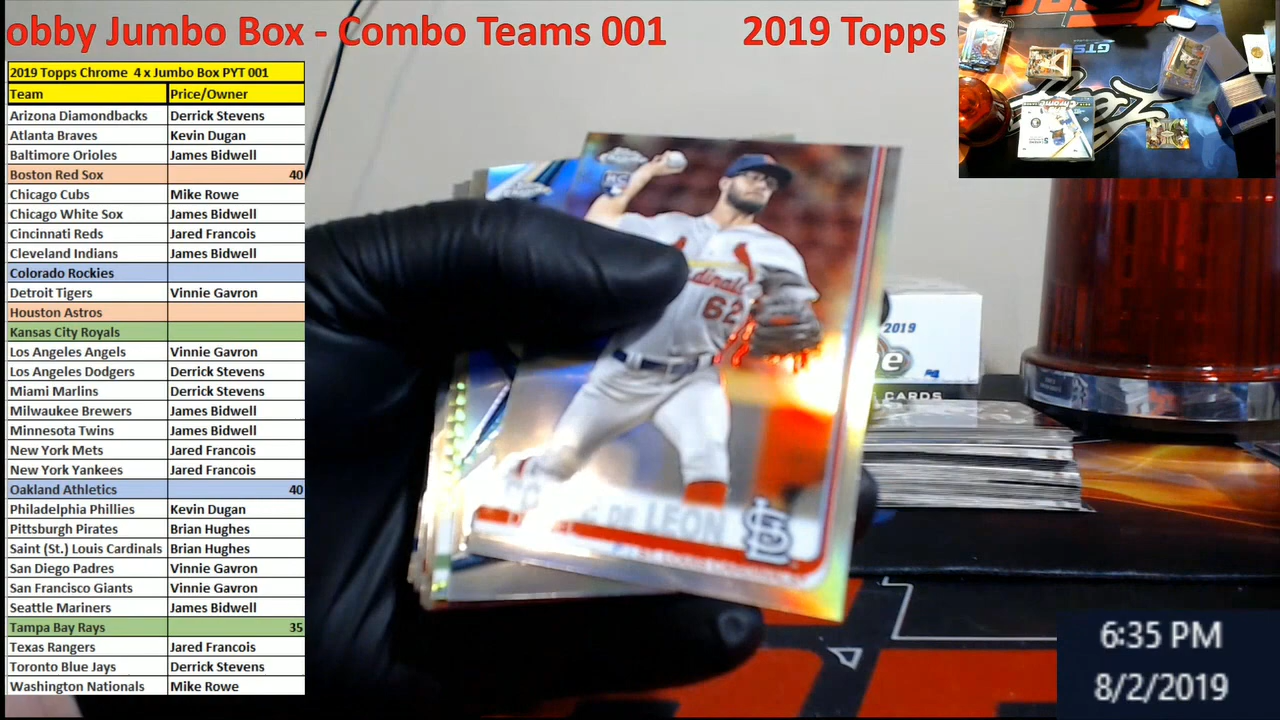 obby Jumbo Box - Combo Teams 001 2019 Topps
2019 Topps Chrome 4 x Jumbo Box PYT 001
Team Price/Owner
Arizona Diamondbacks Derrick Stevens
Atlanta Braves Kevin Dugan
Baltimore Orioles James Bidwell
Boston Red Sox 40
Chicago Cubs Mike Rowe
Chicago White Sox James Bidwell
Cincinnati Reds Jared Francois
Cleveland Indians James Bidwell
Colorado Rockies
Detroit Tigers Vinnie Gavron
Houston Astros
Kansas City Royals
Los Angeles Angels Vinnie Gavron
Los Angeles Dodgers Derrick Stevens
Miami Marlins Derrick Stevens
Milwaukee Brewers James Bidwell
Minnesota Twins James Bidwell
New York Mets Jared Francois
New York Yankees Jared Francois
Oakland Athletics 40
Philadelphia Phillies Kevin Dugan
Pittsburgh Pirates Brian Hughes
Saint (St.) Louis Cardinals Brian Hughes
San Diego Padres Vinnie Gavron
San Francisco Giants Vinnie Gavron
Seattle Mariners James Bidwell
Tampa Bay Rays 35
Texas Rangers Jared Francois
Toronto Blue Jays Derrick Stevens
Washington Nationals Mike Rowe
RC
dinals
62
DE LEON
StL
2019
e
CARDS
GTS
6:35 PM
8/2/2019